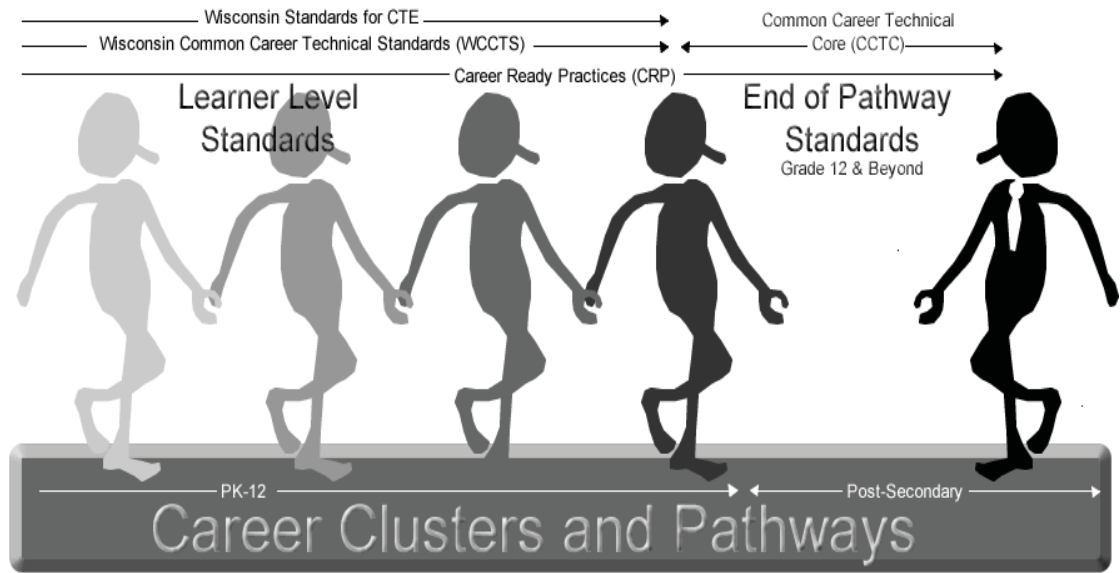 Wisconsin Standards for CTE
Common Career Technical
Wisconsin Common Career Technical Standards (WCCTS)
Core (CCTC)
Career Ready Practices (CRP)
Learner Level
Standards
End of Pathway
Standards
Grade 12 & Beyond
PK-12
Post-Secondary
Career Clusters and Pathways